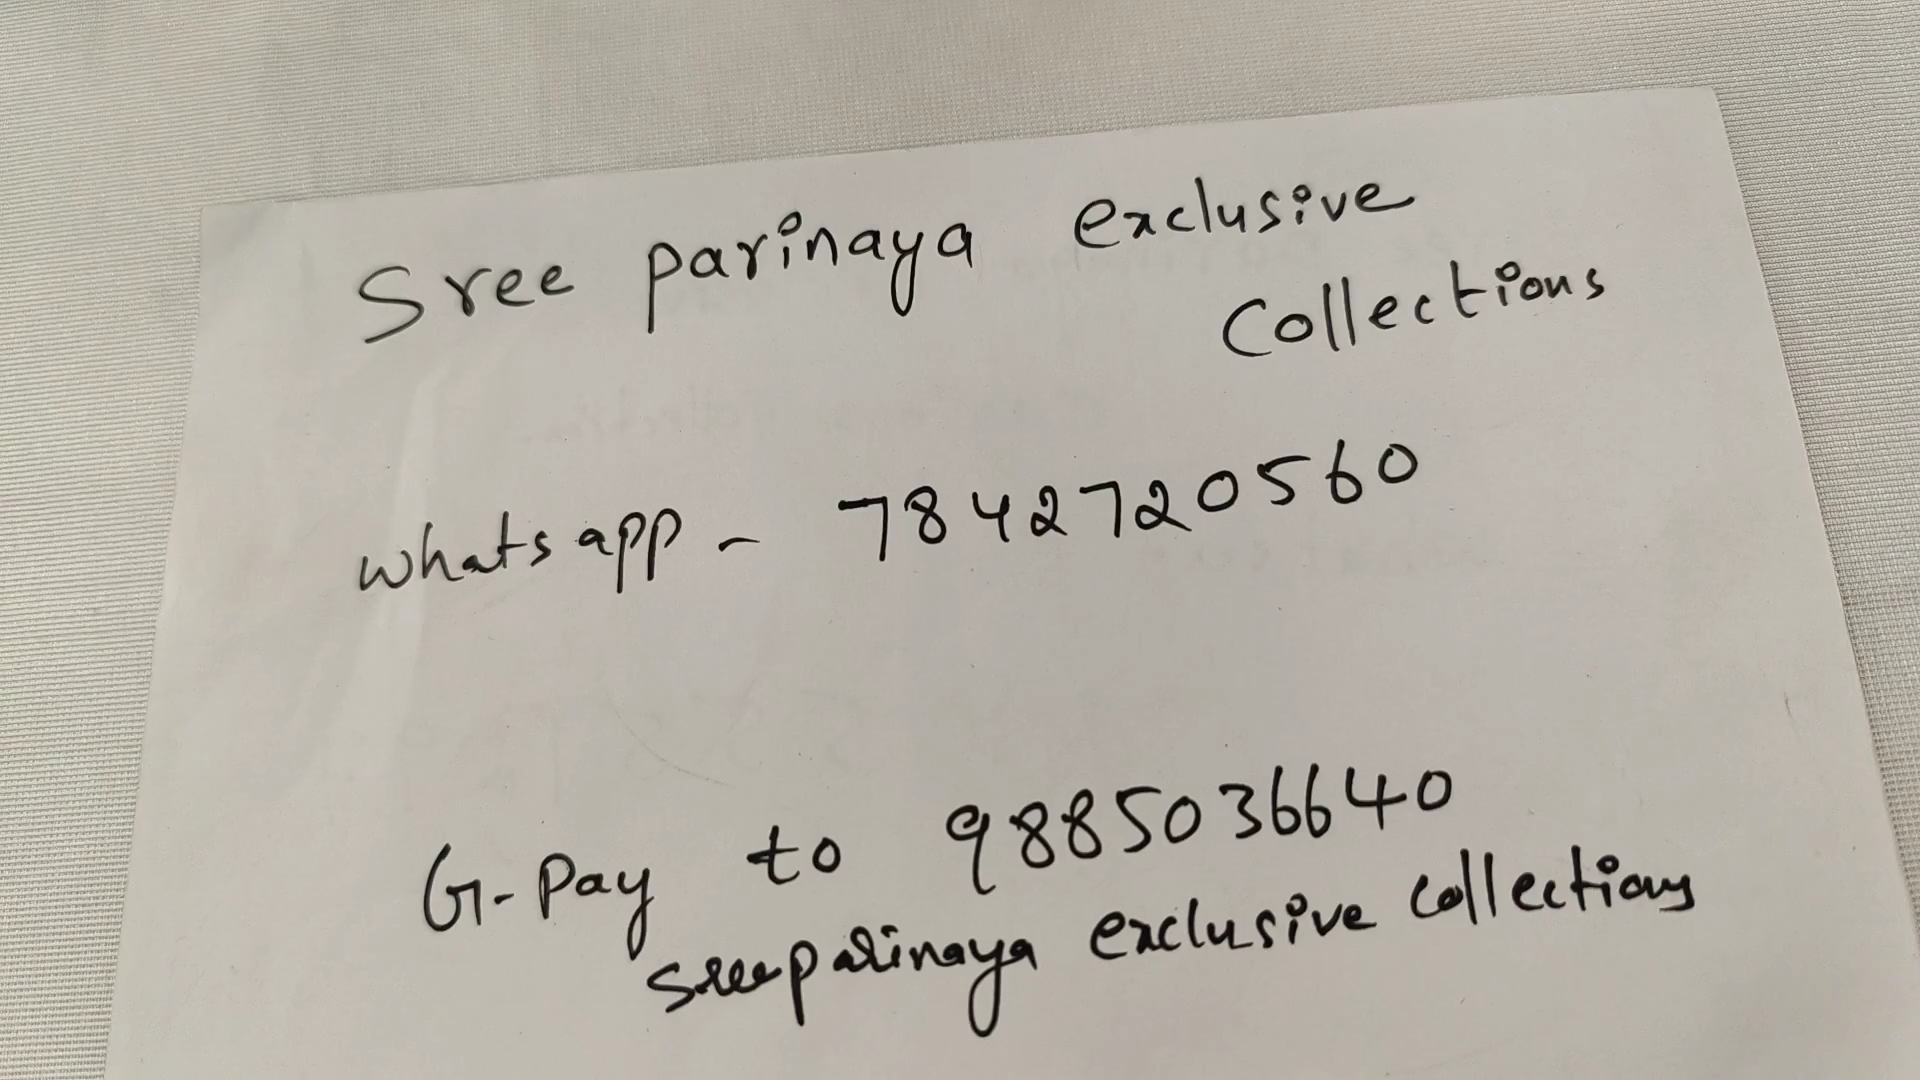 Sree parinaya exclusive
Collections
whatsapp - 7842720560
G-Pay to 9885036640
sreeparinaya exclusive collections